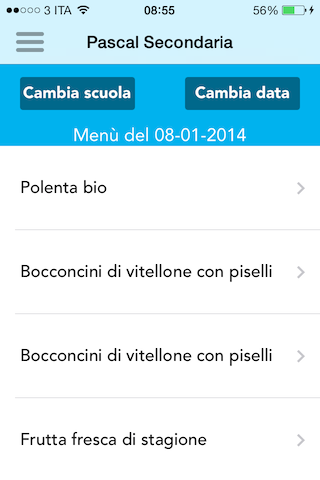 3 ITA 08:55 56%
Pascal Secondaria
Cambia scuola Cambia data
Menù del 08-01-2014
Polenta bio
Bocconcini di vitellone con piselli
Bocconcini di vitellone con piselli
Frutta fresca di stagione